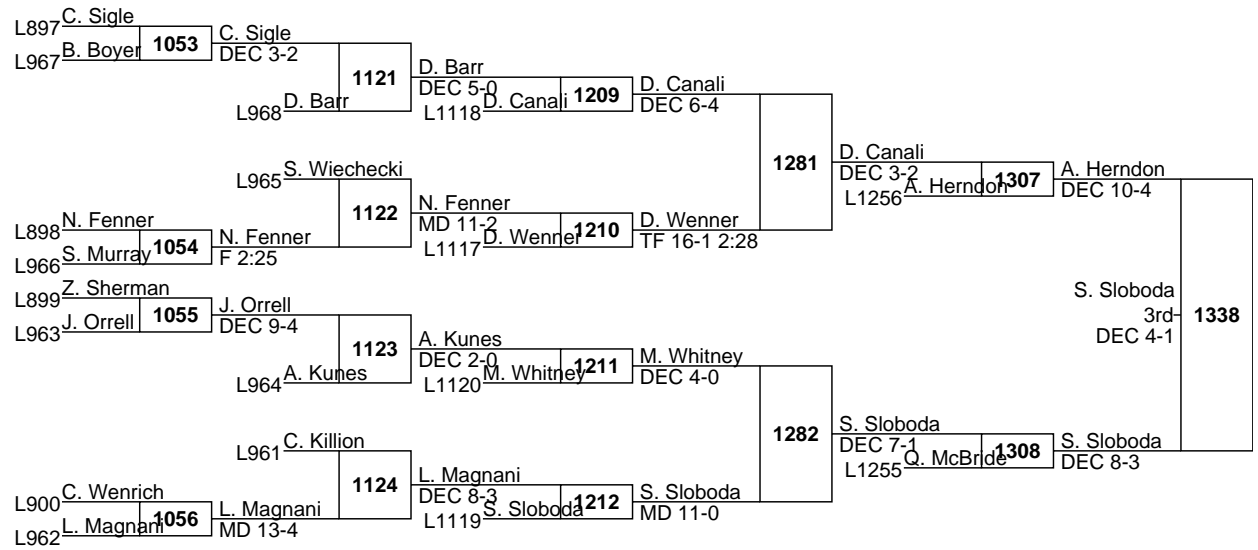 C. Sigle
L897
1053
C. Sigle
DEC 3-2
B. Boyer
L967
1121
D. Barr
DEC 5-0
D. Barr
L968
D. Canali
L1118
1209
D. Canali
DEC 6-4
S. Wiechecki
L965
1122
N. Fenner
MD 11-2
N. Fenner
L898
1054
N. Fenner
F 2:25
S. Murray
L966
D. Wenner
L1117
1210
D. Wenner
TF 16-1 2:28
1281
D. Canali
DEC 3-2
A. Herndon
L1256
1307
A. Herndon
DEC 10-4
Z. Sherman
L899
1055
J. Orrell
DEC 9-4
J. Orrell
L963
1123
A. Kunes
DEC 2-0
A. Kunes
L964
M. Whitney
L1120
1211
M. Whitney
DEC 4-0
C. Killion
L961
1124
L. Magnani
DEC 8-3
C. Wenrich
L900
1056
L. Magnani
MD 13-4
L. Magnani
L962
S. Sloboda
L1119
1212
S. Sloboda
MD 11-0
1282
S. Sloboda
DEC 7-1
Q. McBride
L1255
1308
S. Sloboda
DEC 8-3
S. Sloboda
3rd
DEC 4-1
1338